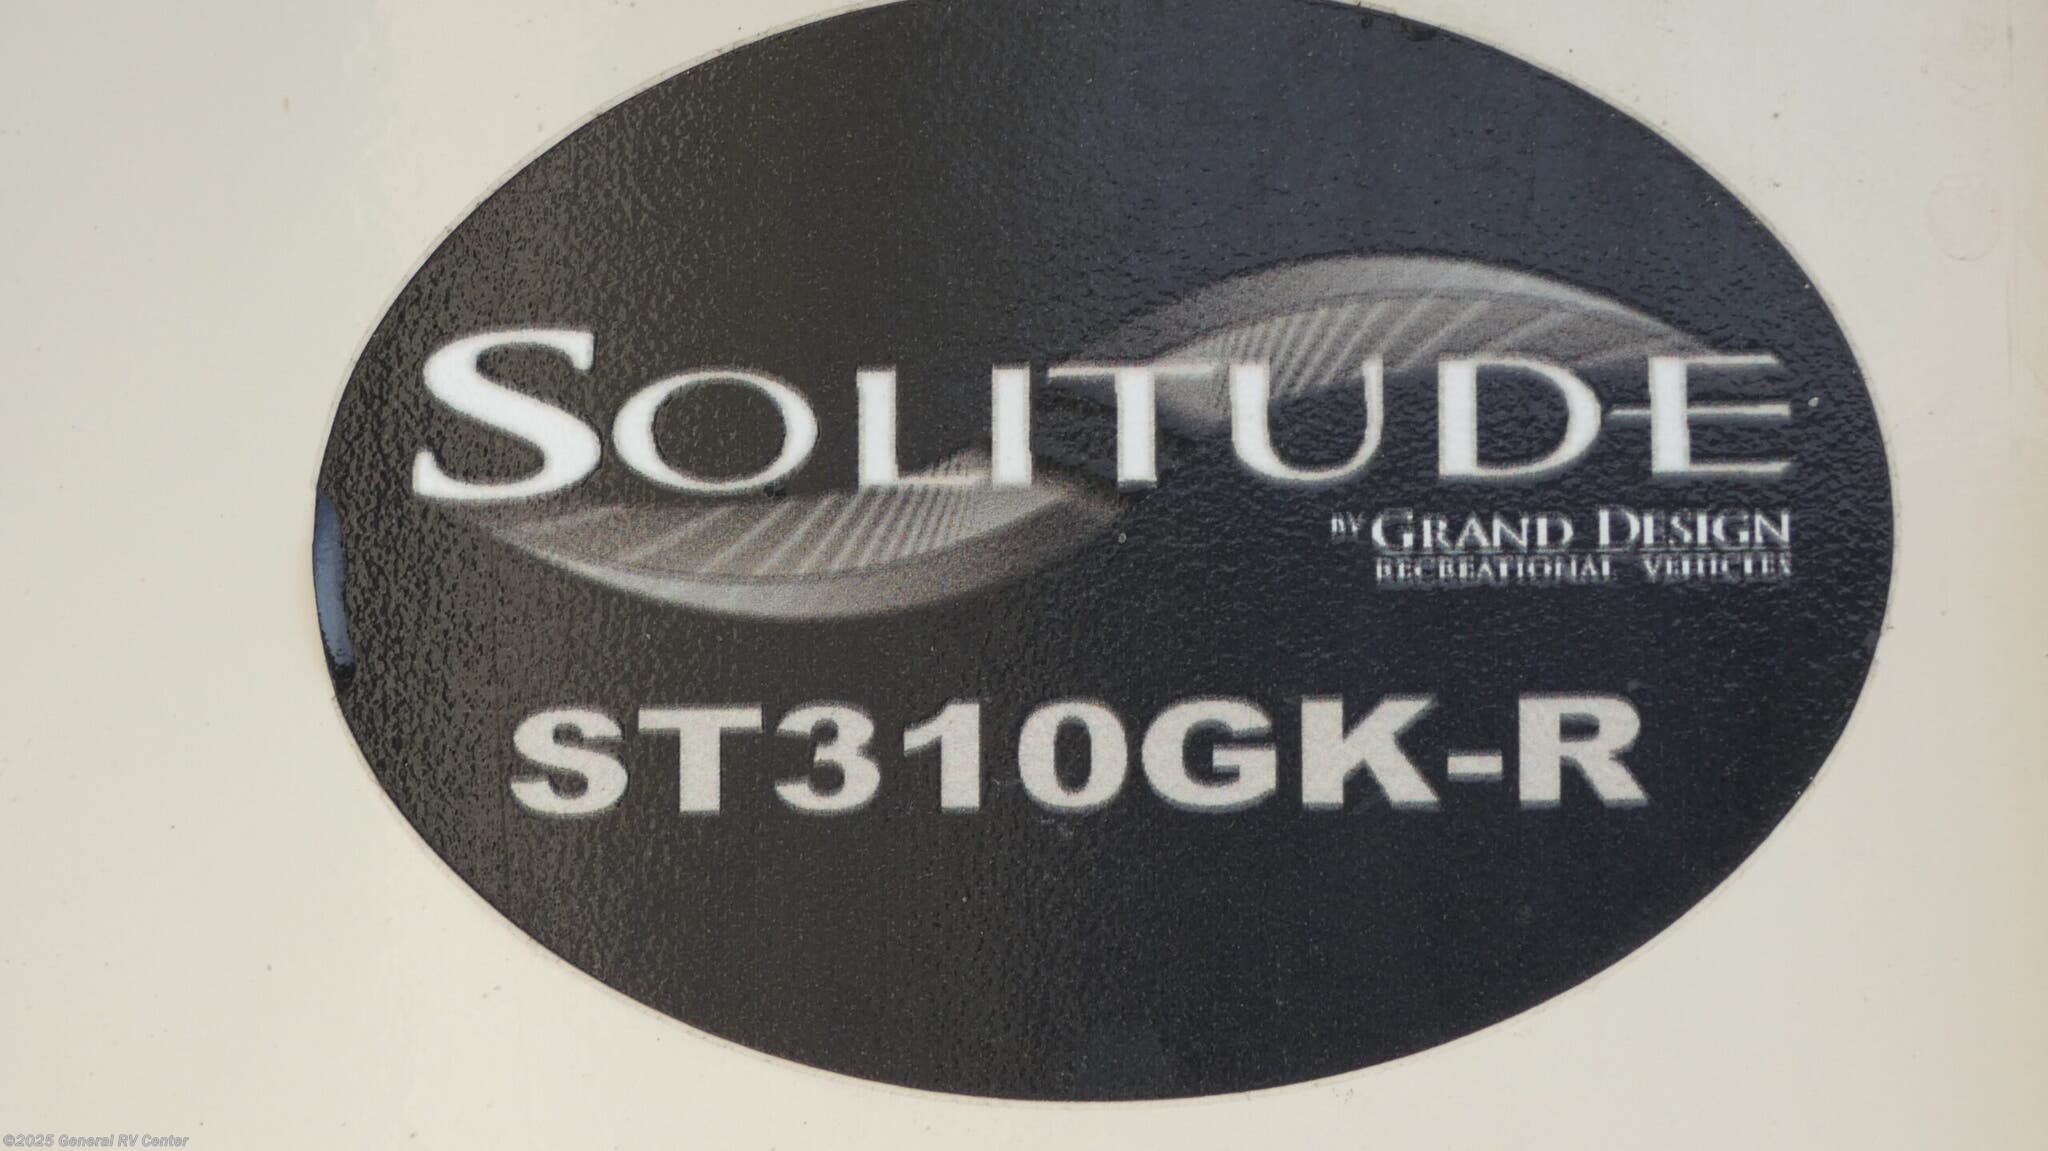 SOLITUDE
BY GRAND DESIGN
RECREATIONAL VEHICLES
ST310GK-R
©2025 General RV Center